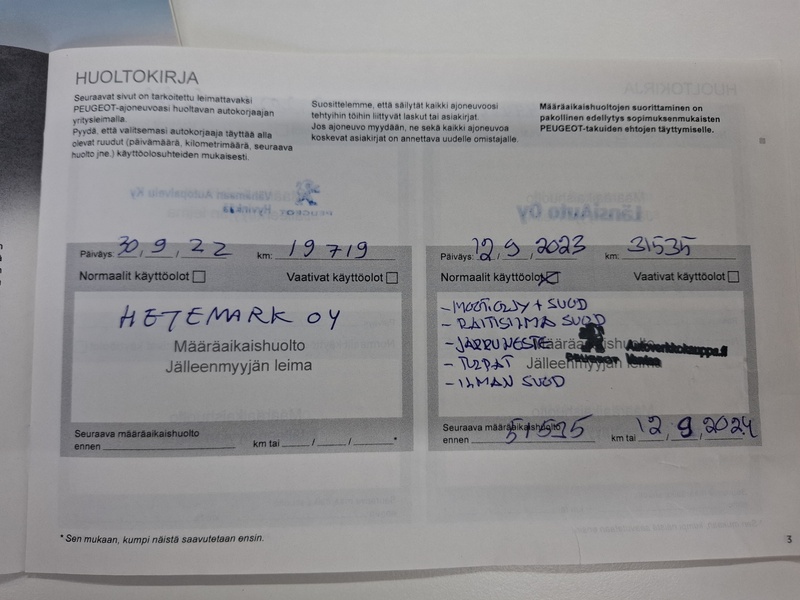 HUOLTOKIRJA
Seuraavat sivut on tarkoitettu leimattavaksi
PEUGEOT-ajoneuvoasi huoltavan autokorjaajan
yritysleimalla.
Pyydä, että valitsemasi autokorjaaja täyttää alla
olevat ruudut (päivämäärä, kilometrimäärä, seuraava
huolto jne.) käyttöolosuhteiden mukaisesti.
Suosittelemme, että säilytät kaikki ajoneuvoosi
tehtyihin töihin liittyvät laskut tai asiakirjat.
Jos ajoneuvo myydään, ne sekä kaikki ajoneuvoa
koskevat asiakirjat on annettava uudelle omistajalle.
Määräaikaishuoltojen suorittaminen on
pakollinen edellytys sopimuksenmukaisten
PEUGEOT-takuiden ehtojen täyttymiselle.
Päiväys: 30 / 9 / 22 km: 19719
Normaalit käyttöolot Vaativat käyttöolot
HETEMARK OY
Määräaikaishuolto
Jälleenmyyjän leima
Seuraava määräaikaishuolto
ennen km tai / / / *
Päiväys: 12 / 9 / 2023 km: 31535
Normaalit käyttöolot Vaativat käyttöolot
- MOOTTIÖLJY + SUOD
- RAITISILMA SUOD
- JARRUNESTE
- TULPAT
- ILMAN SUOD
Määräaikaishuolto
Jälleenmyyjän leima
PEUGEOT
Autoverkkokauppa.fi
Seuraava määräaikaishuolto
ennen 51535 km tai 12 / 9 / 2024
* Sen mukaan, kumpi näistä saavutetaan ensin.
3